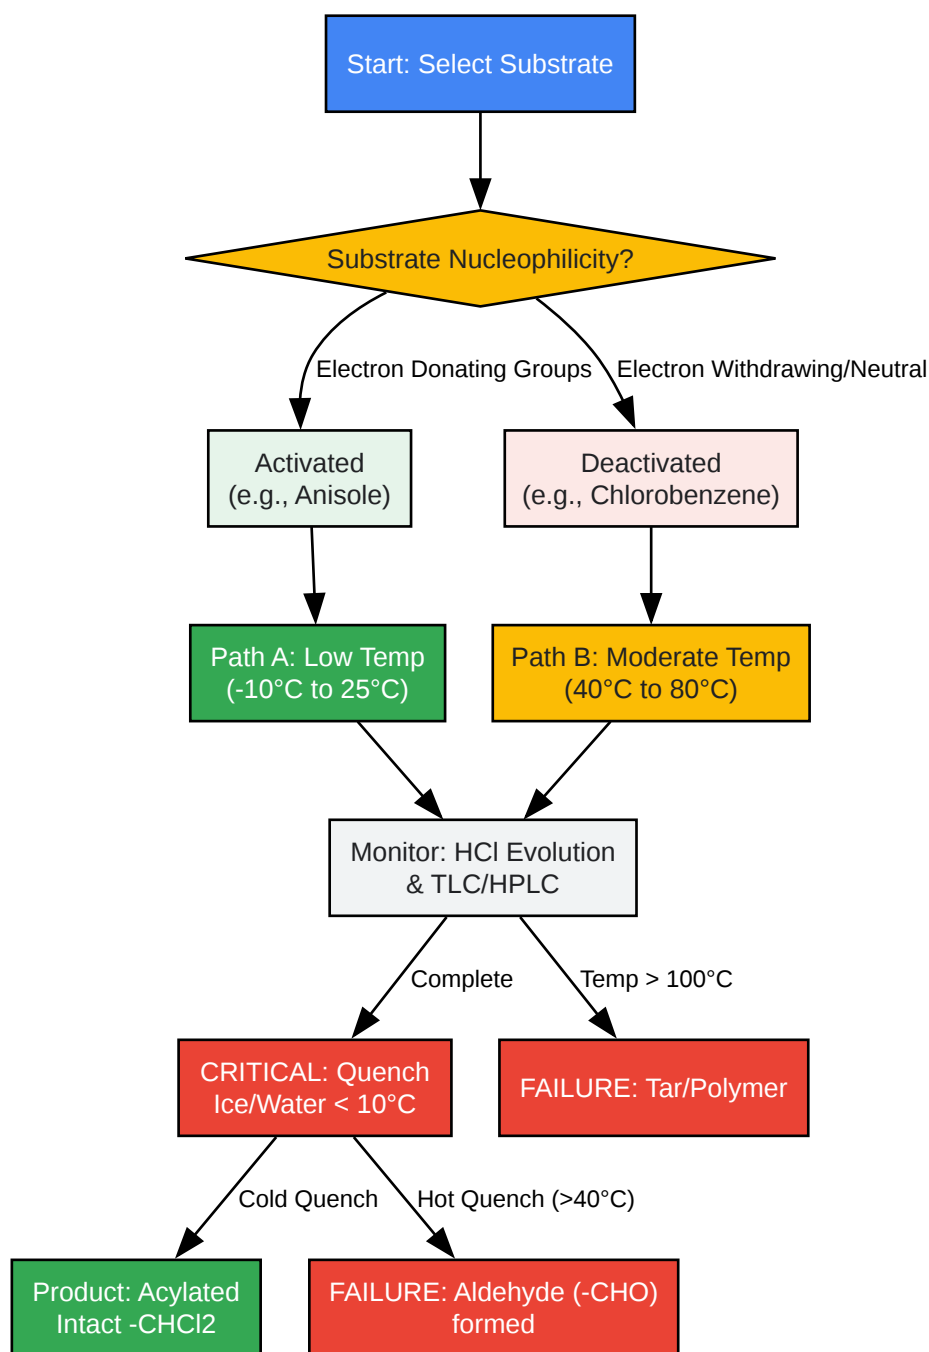 Start: Select Substrate
Substrate Nucleophilicity?
Electron Donating Groups
Electron Withdrawing/Neutral
Activated
(e.g., Anisole)
Deactivated
(e.g., Chlorobenzene)
Path A: Low Temp
(-10°C to 25°C)
Path B: Moderate Temp
(40°C to 80°C)
Monitor: HCl Evolution
& TLC/HPLC
Complete
Temp > 100°C
CRITICAL: Quench
Ice/Water < 10°C
FAILURE: Tar/Polymer
Cold Quench
Hot Quench (>40°C)
Product: Acylated
Intact -CHCl2
FAILURE: Aldehyde (-CHO)
formed